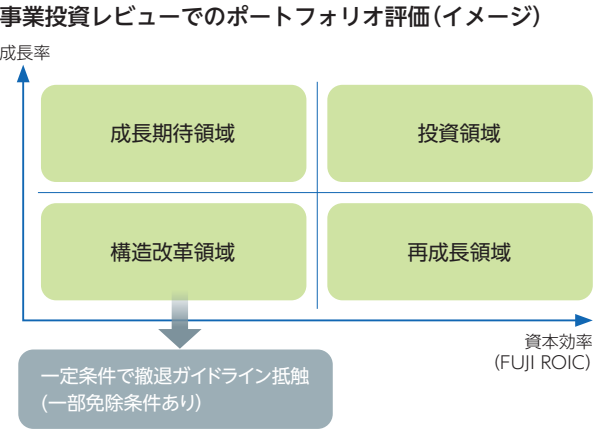 事業投資レビューでのポートフォリオ評価(イメージ)
成長率
成長期待領域
投資領域
構造改革領域
再成長領域
資本効率
(FUJI ROIC)
一定条件で撤退ガイドライン抵触
(一部免除条件あり)